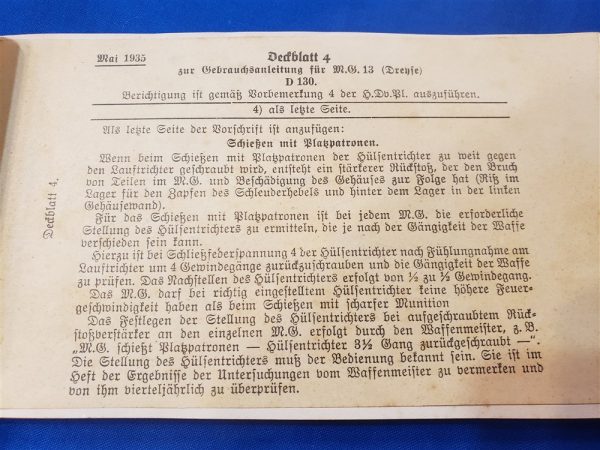 Mai 1935
Deckblatt 4
zur Gebrauchsanleitung für M.G. 13 (Dreyse)
D 130.
Berichtigung ist gemäß Vorbemerkung 4 der H.Dv.Pl. auszuführen.
4) als letzte Seite.
Als letzte Seite der Vorschrift ist anzufügen:
Schießen mit Platzpatronen.
Wenn beim Schießen mit Platzpatronen der Hülsentrichter zu weit gegen
den Lauftrichter geschraubt wird, entsteht ein stärkerer Rückstoß, der den Bruch
von Teilen im M.G. und Beschädigung des Gehäuses zur Folge hat (Riß im
Lager für den Zapfen des Schleuderhebels und hinter dem Lager in der linken
Gehäusewand).
Für das Schießen mit Platzpatronen ist bei jedem M.G. die erforderliche
Stellung des Hülsentrichters zu ermitteln, die je nach der Gängigkeit der Waffe
verschieden sein kann.
Hierzu ist bei Schließfederspannung 4 der Hülsentrichter nach Fühlungnahme am
Lauftrichter um 4 Gewindegänge zurückzuschrauben und die Gängigkeit der Waffe
zu prüfen. Das Nachstellen des Hülsentrichters erfolgt von ½ zu ½ Gewindegang.
Das M.G. darf bei richtig eingestelltem Hülsentrichter keine höhere Feuer-
geschwindigkeit haben als beim Schießen mit scharfer Munition
Das Festlegen der Stellung des Hülsentrichters bei aufgeschraubtem Rück-
stoßverstärker an den einzelnen M.G. erfolgt durch den Waffenmeister, z. B.
„M.G. schießt Platzpatronen — Hülsentrichter 3½ Gang zurückgeschraubt —".
Die Stellung des Hülsentrichters muß der Bedienung bekannt sein. Sie ist im
Heft der Ergebnisse der Untersuchungen vom Waffenmeister zu vermerken und
von ihm vierteljährlich zu überprüfen.
Deckblatt 4.